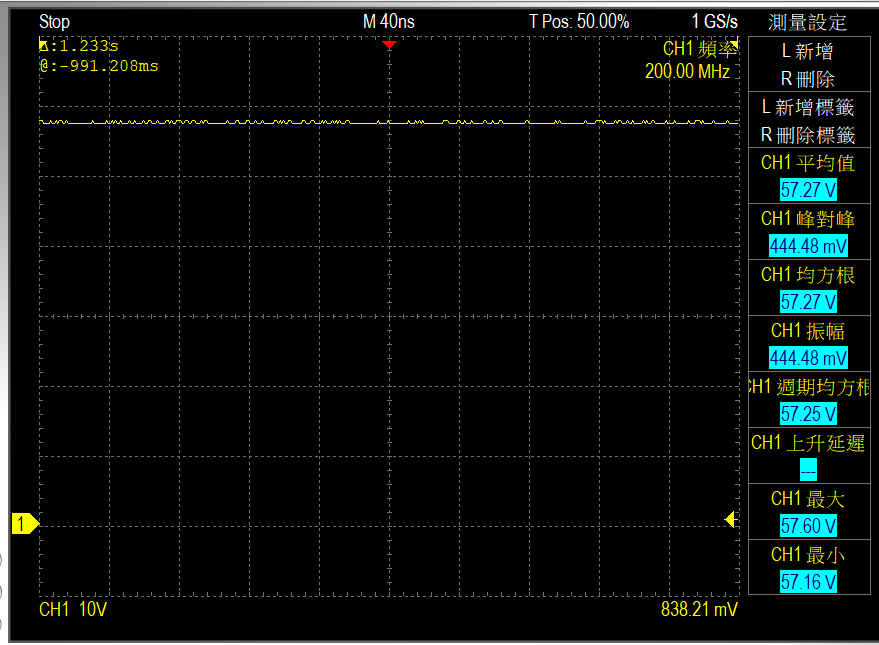 Stop M 40ns T Pos: 50.00% 1 GS/s
Δ:1.233s
@:-991.208ms
CH1 頻率
200.00 MHz
1
CH1 10V 838.21 mV
測量設定
L 新增
R 刪除
L 新增標籤
R 刪除標籤
CH1 平均值
57.27 V
CH1 峰對峰
444.48 mV
CH1 均方根
57.27 V
CH1 振幅
444.48 mV
CH1 週期均方根
57.25 V
CH1 上升延遲
---
CH1 最大
57.60 V
CH1 最小
57.16 V